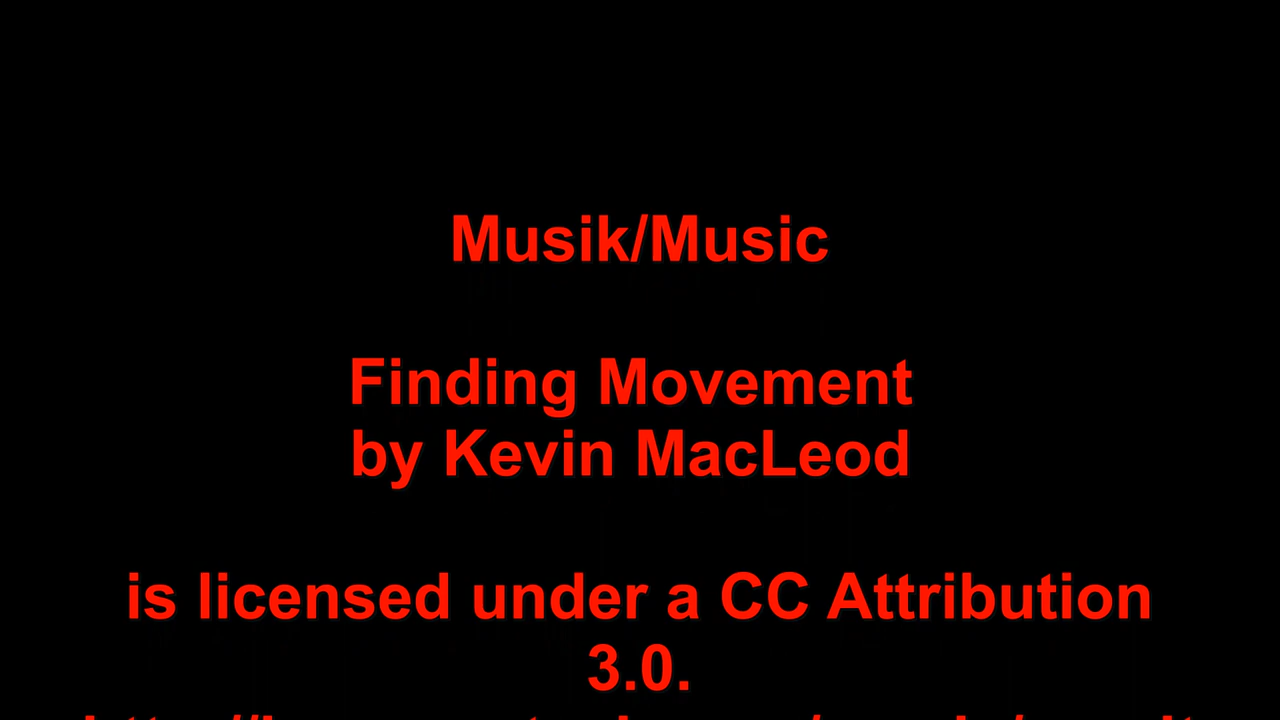 Musik/Music
Finding Movement
by Kevin MacLeod
is licensed under a CC Attribution
3.0.